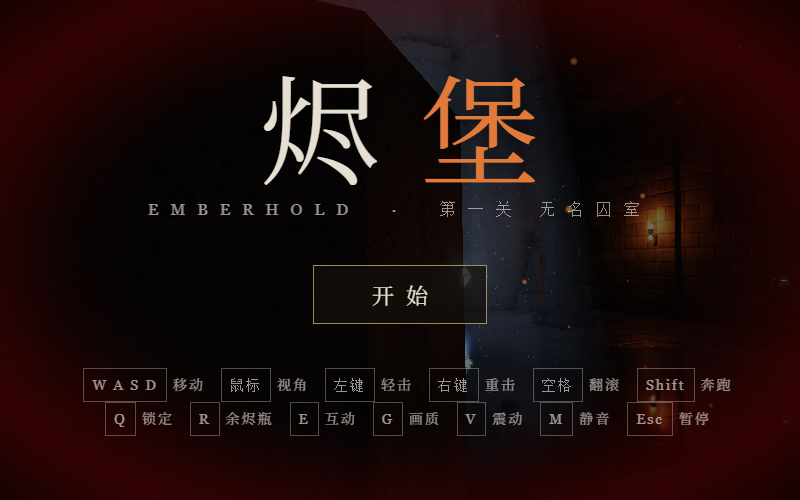 烬堡
EMBERHOLD · 第一关 无名囚室
开始
WASD 移动 鼠标 视角 左键 轻击 右键 重击 空格 翻滚 Shift 奔跑
Q 锁定 R 余烬瓶 E 互动 G 画质 V 震动 M 静音 Esc 暂停